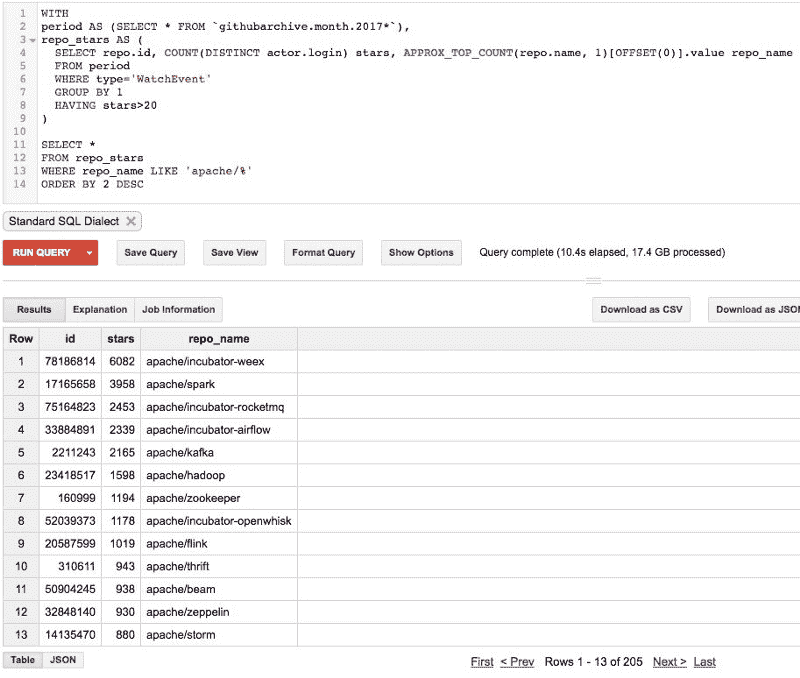 1 WITH
2 period AS (SELECT * FROM `githubarchive.month.2017*`),
3 repo_stars AS (
4 SELECT repo.id, COUNT(DISTINCT actor.login) stars, APPROX_TOP_COUNT(repo.name, 1)[OFFSET(0)].value repo_name
5 FROM period
6 WHERE type='WatchEvent'
7 GROUP BY 1
8 HAVING stars>20
9 )
10
11 SELECT *
12 FROM repo_stars
13 WHERE repo_name LIKE 'apache/%'
14 ORDER BY 2 DESC
Standard SQL Dialect
RUN QUERY Save Query Save View Format Query Show Options Query complete (10.4s elapsed, 17.4 GB processed)
Results Explanation Job Information Download as CSV Download as JSON
Row id stars repo_name
1 78186814 6082 apache/incubator-weex
2 17165658 3958 apache/spark
3 75164823 2453 apache/incubator-rocketmq
4 33884891 2339 apache/incubator-airflow
5 2211243 2165 apache/kafka
6 23418517 1598 apache/hadoop
7 160999 1194 apache/zookeeper
8 52039373 1178 apache/incubator-openwhisk
9 20587599 1019 apache/flink
10 310611 943 apache/thrift
11 50904245 938 apache/beam
12 32848140 930 apache/zeppelin
13 14135470 880 apache/storm
Table JSON First < Prev Rows 1 - 13 of 205 Next > Last